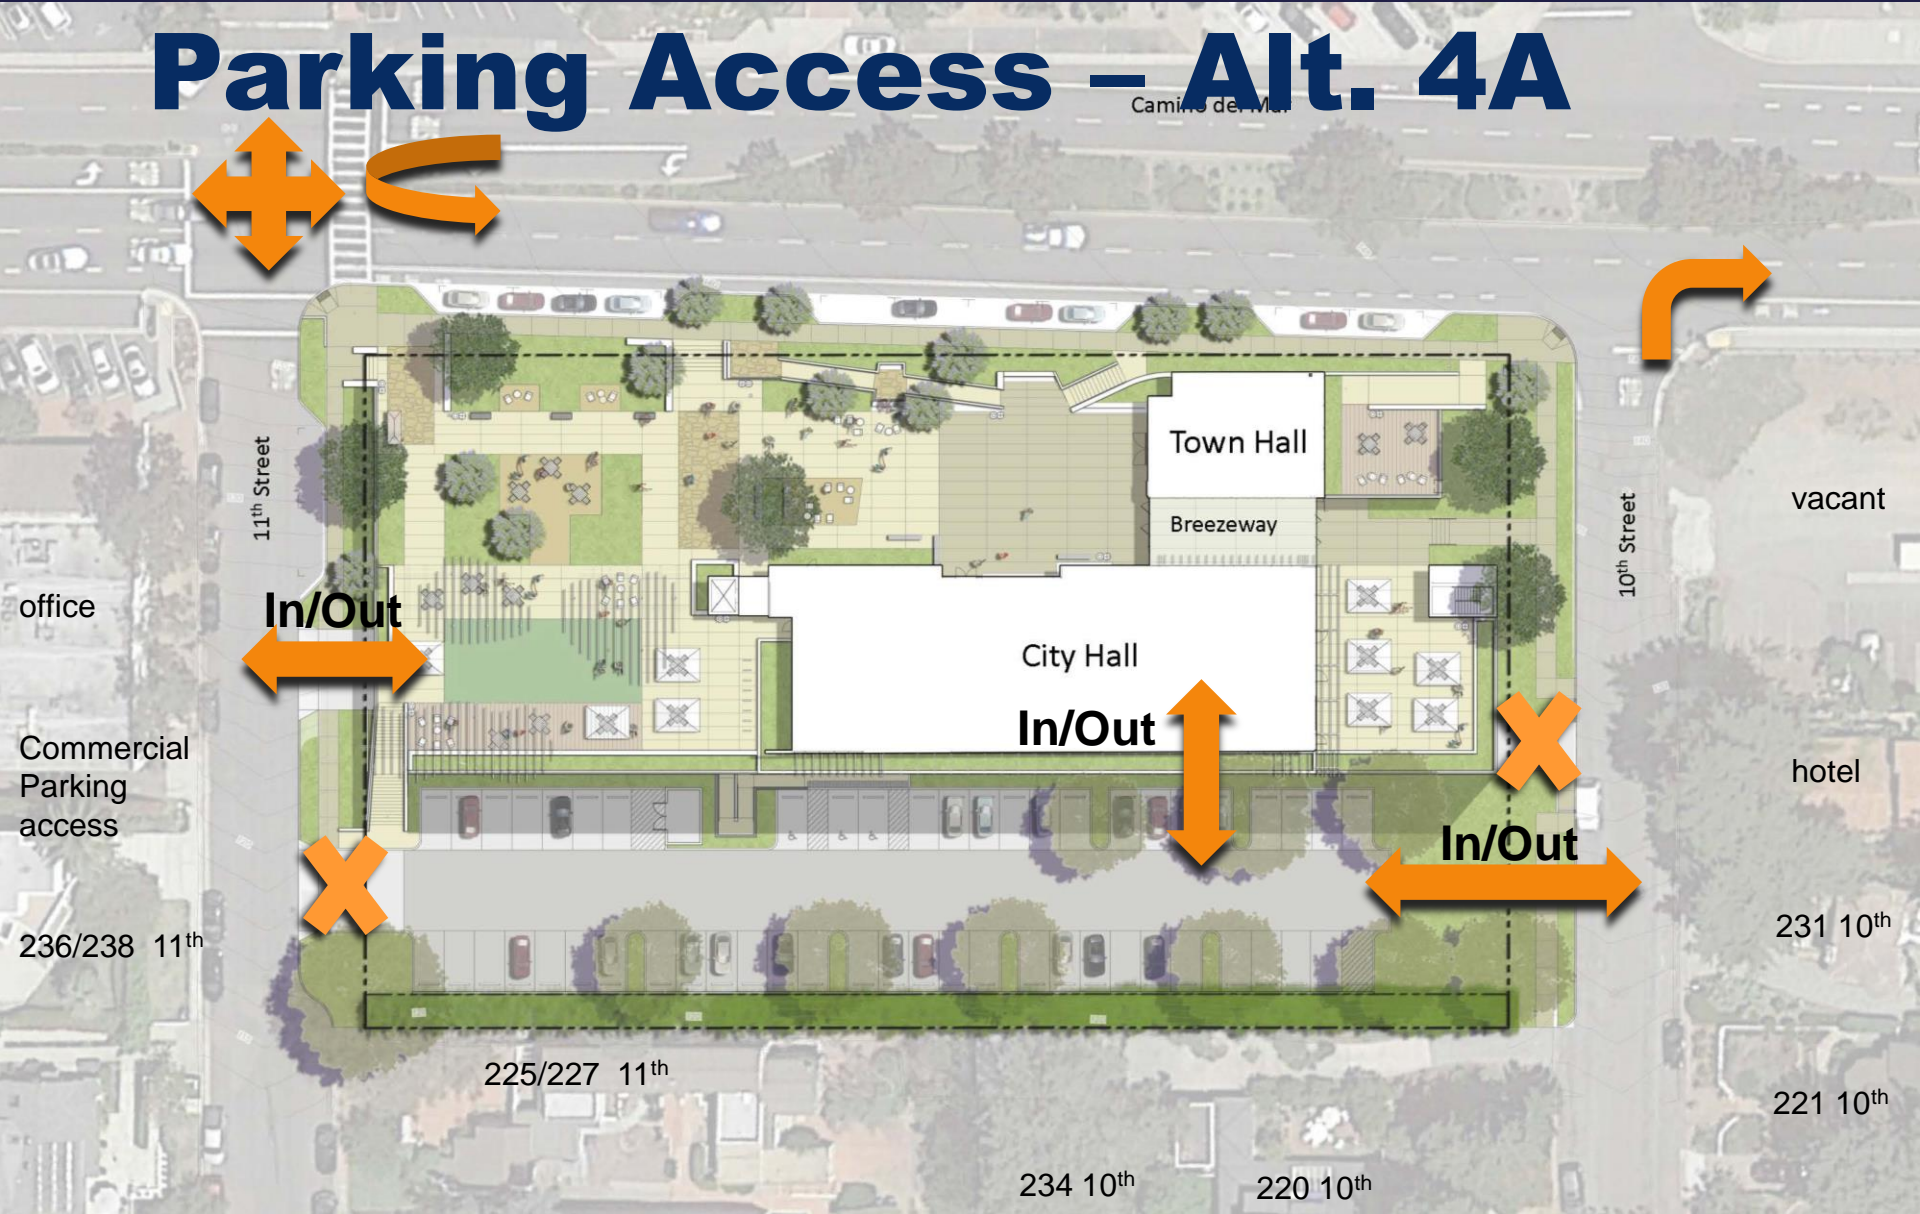 Parking Access – Alt. 4A
Camino del Mar
11th Street
Town Hall
Breezeway
10th Street
vacant
office
In/Out
City Hall
In/Out
Commercial
Parking
access
hotel
In/Out
236/238 11th
231 10th
225/227 11th
221 10th
234 10th
220 10th